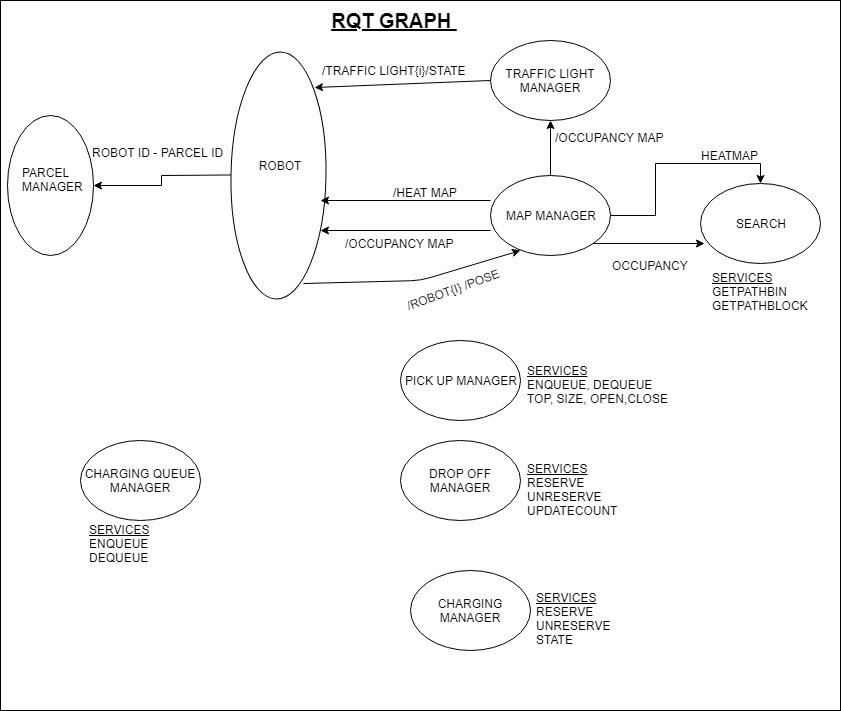 RQT GRAPH
/TRAFFIC LIGHT{i}/STATE
TRAFFIC LIGHT
MANAGER
ROBOT ID - PARCEL ID
/OCCUPANCY MAP
HEATMAP
PARCEL
MANAGER
ROBOT
/HEAT MAP
MAP MANAGER
SEARCH
/OCCUPANCY MAP
OCCUPANCY
/ROBOT{I} /POSE
SERVICES
GETPATHBIN
GETPATHBLOCK
PICK UP MANAGER
SERVICES
ENQUEUE, DEQUEUE
TOP, SIZE, OPEN,CLOSE
CHARGING QUEUE
MANAGER
SERVICES
ENQUEUE
DEQUEUE
DROP OFF
MANAGER
SERVICES
RESERVE
UNRESERVE
UPDATECOUNT
CHARGING
MANAGER
SERVICES
RESERVE
UNRESERVE
STATE